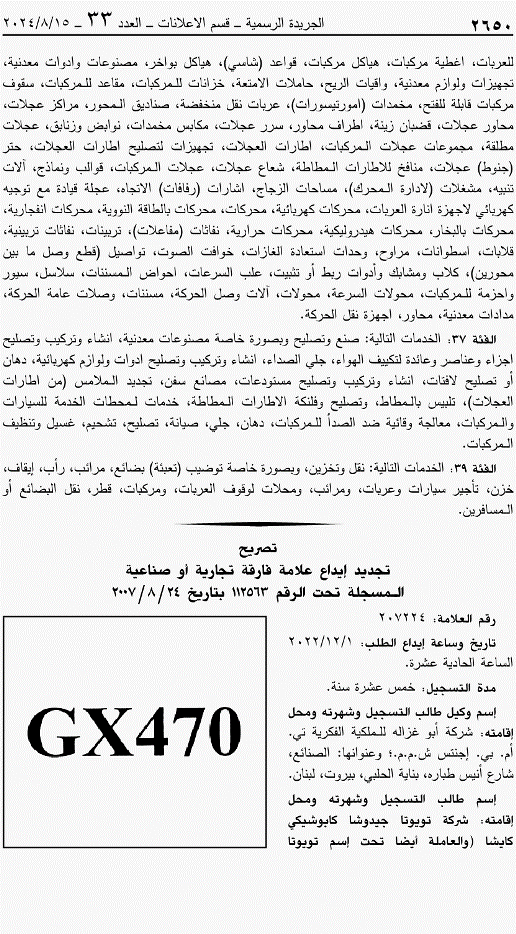 ٢٦٥٠ الجريدة الرسمية ــ قسم الاعلانات ــ العدد ٣٣ ــ ٢٠٢٤/٨/١٥
للعربات، اغطية مركبات، هياكل مركبات، قواعد (شاسي)، هياكل بواخر، مصنوعات وادوات معدنية،
تجهيزات ولوازم معدنية، واقيات الريح، حاملات الامتعة، خزانات للمركبات، مقاعد للمركبات، سقوف
مركبات قابلة للفتح، مخمدات (امورتيسورات)، عربات نقل منخفضة، صناديق المحور، مراكز عجلات،
محاور عجلات، قضبان زينة، اطراف محاور، سرر عجلات، مكابس مخمدات، نوابض وزنابق، عجلات
مطلقة، مجموعات عجلات المركبات، اطارات العجلات، تجهيزات لتصليح اطارات العجلات، حتر
(جنوط) عجلات، منافخ للاطارات المطاطة، شعاع عجلات، عجلات المركبات، قوالب ونماذج، آلات
تنبيه، مشغلات (لادارة المحرك)، مساحات الزجاج، اشارات (رفافات) الاتجاه، عجلة قيادة مع توجيه
كهربائي لاجهزة انارة العربات، محركات كهربائية، محركات، محركات بالطاقة النووية، محركات انفجارية،
محركات بالبخار، محركات هيدروليكية، محركات حرارية، نفاثات (مفاعلات)، تربينات، نفاثات تربينية،
قلابات، اسطوانات، مراوح، وحدات استعادة الغازات، خوافت الصوت، تواصيل (قطع وصل ما بين
محورين)، كلاب ومشابك وأدوات ربط أو تثبيت، علب السرعات، احواض المسننات، سلاسل، سيور
واحزمة للمركبات، محولات السرعة، محولات، آلات وصل الحركة، مسننات، وصلات عامة الحركة،
مدادات معدنية، محاور، اجهزة نقل الحركة.
الفئة ٣٧: الخدمات التالية: صنع وتصليح وبصورة خاصة مصنوعات معدنية، انشاء وتركيب وتصليح
اجزاء وعناصر وعائدة لتكييف الهواء، جلي الصداء، انشاء وتركيب وتصليح ادوات ولوازم كهربائية، دهان
أو تصليح لافتات، انشاء وتركيب وتصليح مستودعات، مصانع سفن، تجديد الملامس (من اطارات
العجلات)، تلبيس بالمطاط، وتصليح وفلنكة الاطارات المطاطة، خدمات لمحطات الخدمة للسيارات
والمركبات، معالجة وقائية ضد الصدأ للمركبات، دهان، جلي، صيانة، تصليح، تشحيم، غسيل وتنظيف
المركبات.
الفئة ٣٩: الخدمات التالية: نقل وتخزين، وبصورة خاصة توضيب (تعبئة) بضائع، مرائب، رأب، إيقاف،
خزن، تأجير سيارات وعربات، ومرائب، ومحلات لوقوف العربات، ومركبات، قطر، نقل البضائع أو
المسافرين.
تصريح
تجديد إيداع علامة فارقة تجارية أو صناعية
المسجلة تحت الرقم ١١٢٥٦٣ بتاريخ ٢٠٠٧/٨/٢٤
رقم العلامة: ٢٠٧٢٢٤
تاريخ وساعة إيداع الطلب: ٢٠٢٢/١٢/١
الساعة الحادية عشرة.
مدة التسجيل: خمس عشرة سنة.
إسم وكيل طالب التسجيل وشهرته ومحل
إقامته: شركة أبو غزاله للملكية الفكرية تي.
أم. بي. إجنتس ش.م.م.؛ وعنوانها: الصنائع،
شارع أنيس طباره، بناية الحلبي، بيروت، لبنان.
إسم طالب التسجيل وشهرته ومحل
إقامته: شركة تويوتا جيدوشا كابوشيكي
كايشا (والعاملة أيضا تحت إسم تويوتا
GX470